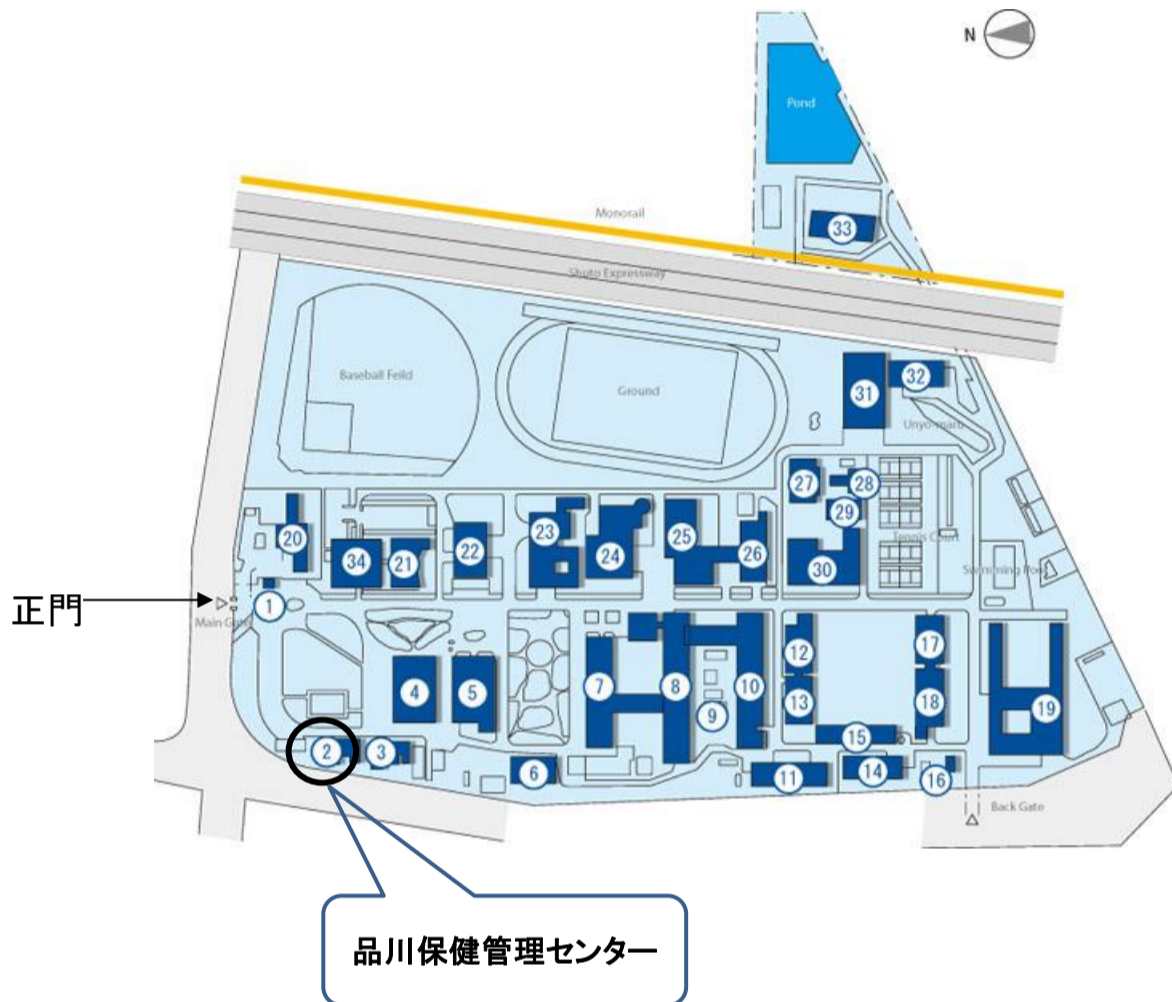 N
Pond
Monorail
33
Shuto Expressway
Baseball Feild
Ground
31
32
Unyo-maru
27
28
29
20
34
21
22
23
24
25
26
30
Tennis Court
Swimming Pool
正門
Main Gate
1
12
17
4
5
7
8
9
10
13
18
19
2
3
15
6
11
14
16
Back Gate
品川保健管理センター